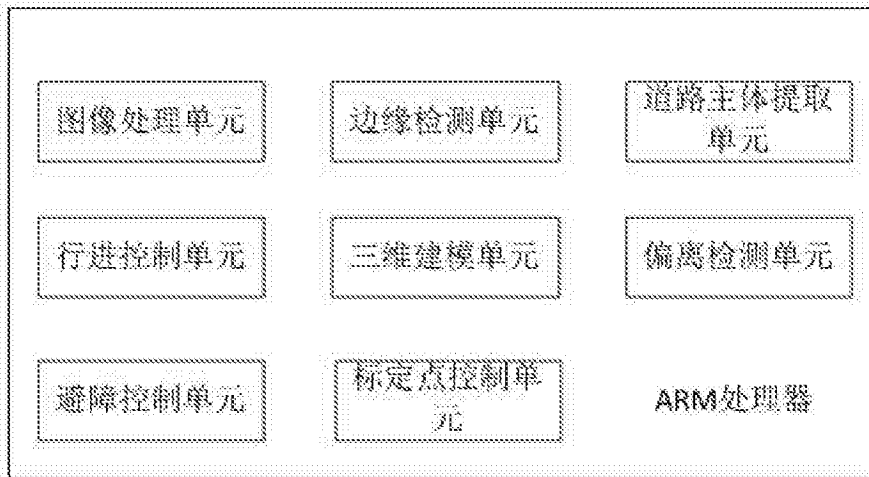 图像处理单元
边缘检测单元
道路主体提取
单元
行进控制单元
三维建模单元
偏离检测单元
避障控制单元
标定点控制单
元
ARM处理器